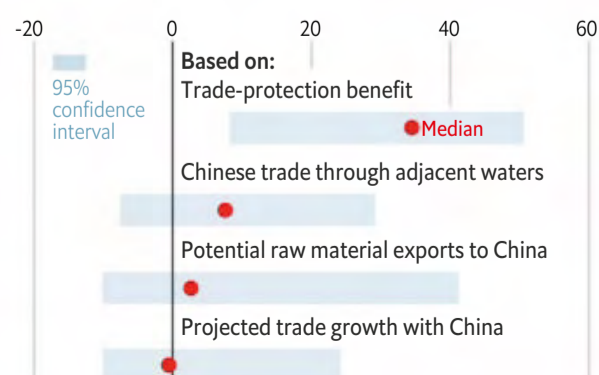 -20 0 20 40 60
Based on:
Trade-protection benefit
95%
confidence
interval
Median
Chinese trade through adjacent waters
Potential raw material exports to China
Projected trade growth with China